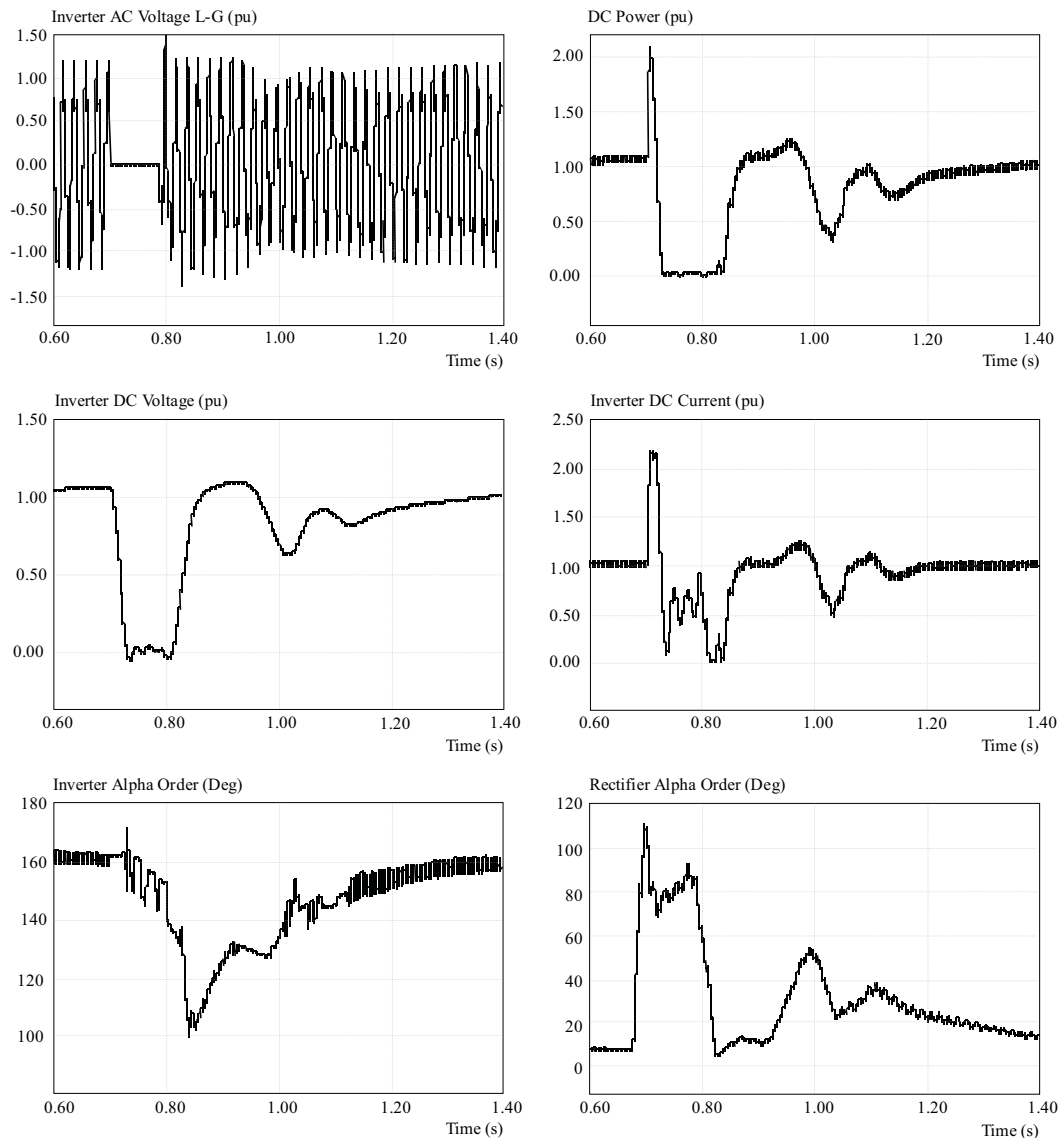 Inverter AC Voltage L-G (pu)
1.50
1.00
0.50
0.00
-0.50
-1.00
-1.50
0.60 0.80 1.00 1.20 1.40
Time (s)
DC Power (pu)
2.00
1.50
1.00
0.50
0.00
0.60 0.80 1.00 1.20 1.40
Time (s)
Inverter DC Voltage (pu)
1.50
1.00
0.50
0.00
0.60 0.80 1.00 1.20 1.40
Time (s)
Inverter DC Current (pu)
2.50
2.00
1.50
1.00
0.50
0.00
0.60 0.80 1.00 1.20 1.40
Time (s)
Inverter Alpha Order (Deg)
180
160
140
120
100
0.60 0.80 1.00 1.20 1.40
Time (s)
Rectifier Alpha Order (Deg)
120
100
80
60
40
20
0
0.60 0.80 1.00 1.20 1.40
Time (s)